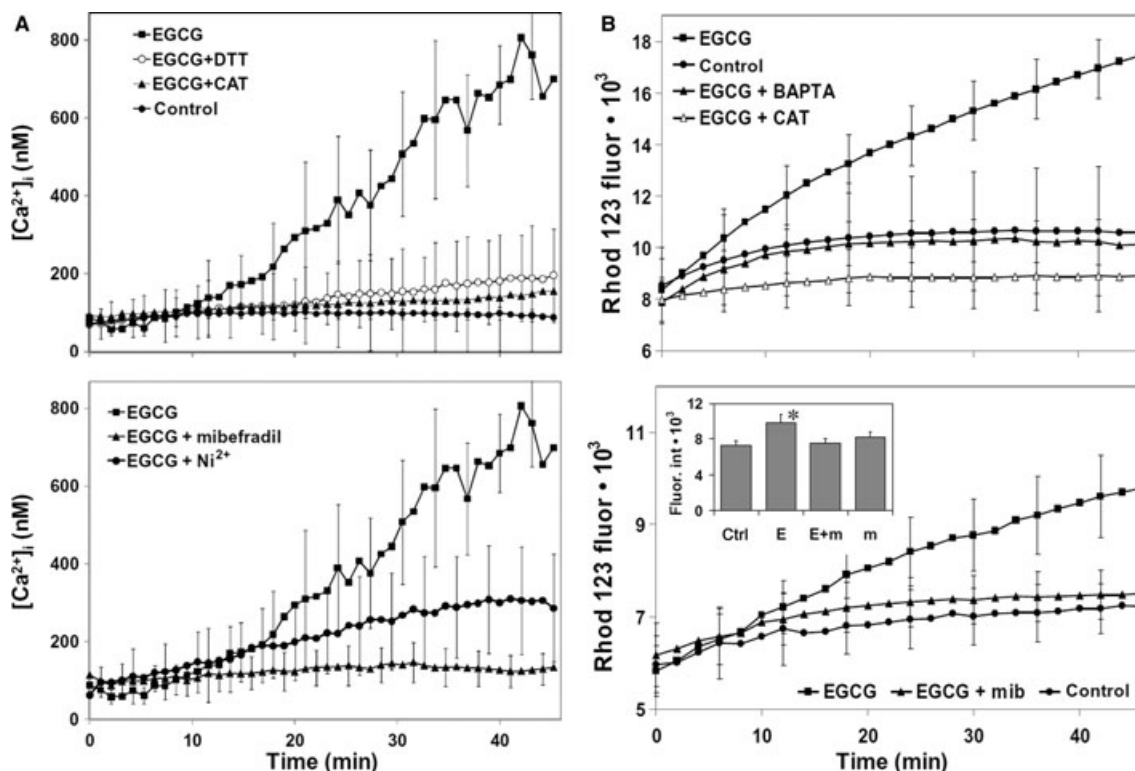 A
800
600
400
200
0
[Ca²⁺]ᵢ (nM)
EGCG
EGCG+DTT
EGCG+CAT
Control
800
600
400
200
0
[Ca²⁺]ᵢ (nM)
EGCG
EGCG + mibefradil
EGCG + Ni²⁺
0 10 20 30 40
Time (min)
B
18
16
14
12
10
8
6
Rhod 123 fluor • 10³
EGCG
Control
EGCG + BAPTA
EGCG + CAT
0 10 20 30 40
11
9
7
5
Rhod 123 fluor • 10³
12
8
4
0
Fluor. int • 10³
*
Ctrl E E+m m
EGCG EGCG + mib Control
0 10 20 30 40
Time (min)